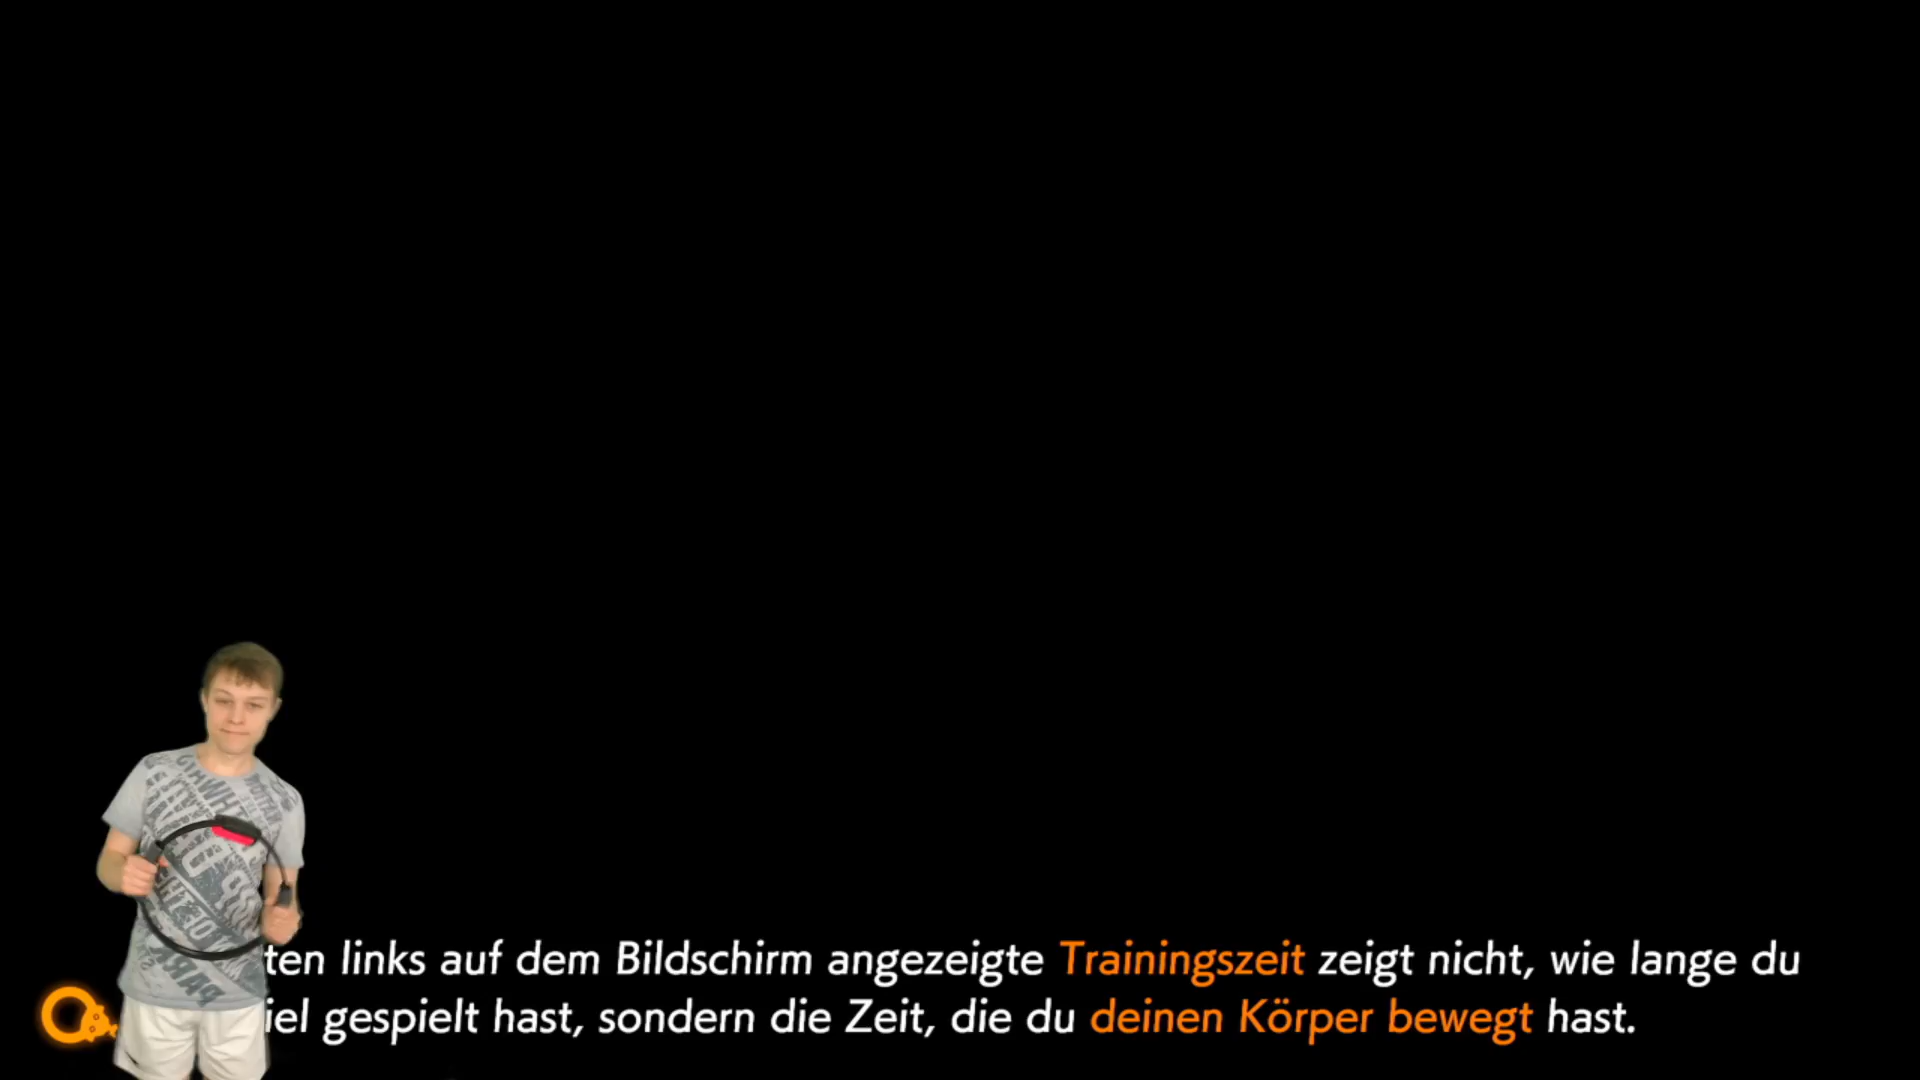 ten links auf dem Bildschirm angezeigte Trainingszeit zeigt nicht, wie lange du
iel gespielt hast, sondern die Zeit, die du deinen Körper bewegt hast.